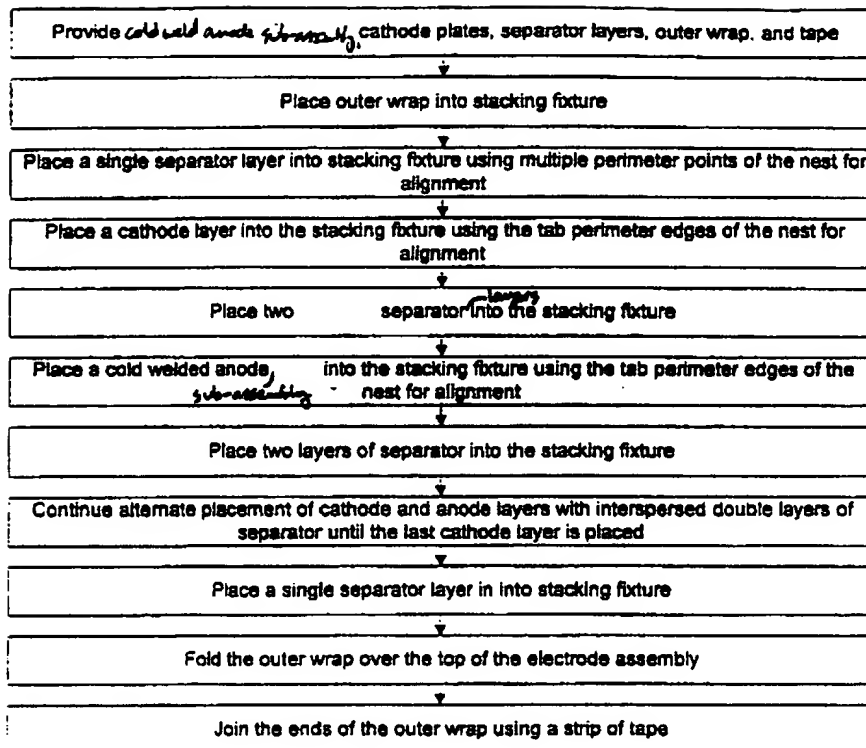 Provide cold weld anode sub-assembly, cathode plates, separator layers, outer wrap, and tape
Place outer wrap into stacking fixture
Place a single separator layer into stacking fixture using multiple perimeter points of the nest for
alignment
Place a cathode layer into the stacking fixture using the tab perimeter edges of the nest for
alignment
layers
Place two separator into the stacking fixture
Place a cold welded anode, into the stacking fixture using the tab perimeter edges of the
sub-assembly nest for alignment
Place two layers of separator into the stacking fixture
Continue alternate placement of cathode and anode layers with interspersed double layers of
separator until the last cathode layer is placed
Place a single separator layer in into stacking fixture
Fold the outer wrap over the top of the electrode assembly
Join the ends of the outer wrap using a strip of tape